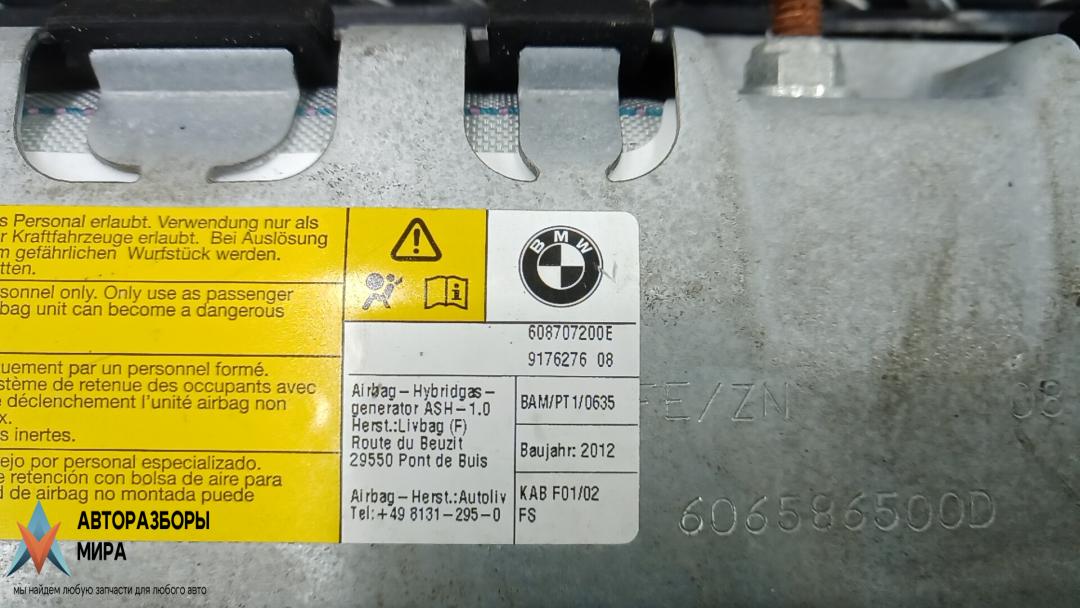 s Personal erlaubt. Verwendung nur als
r Kraftfahrzeuge erlaubt. Bei Auslösung
m gefährlichen Wurfstück werden.
tten.
sonnel only. Only use as passenger
bag unit can become a dangerous
quement par un personnel formé.
stème de retenue des occupants avec
e déclenchement l'unité airbag non
x.
s inertes.
ejo por personal especializado.
e retención con bolsa de aire para
d de airbag no montada puede
BMW
608707200E
9176276 08
Airbag-Hybridgas-
generator ASH-1.0
Herst.:Livbag (F)
Route du Beuzit
29550 Pont de Buis
Airbag-Herst.:Autoliv
Tel:+49 8131-295-0
BAM/PT1/0635
Baujahr: 2012
KAB F01/02
FS
FE/ZN 08
606586500D
АВТОРАЗБОРЫ
МИРА
мы найдем любую запчасти для любого авто